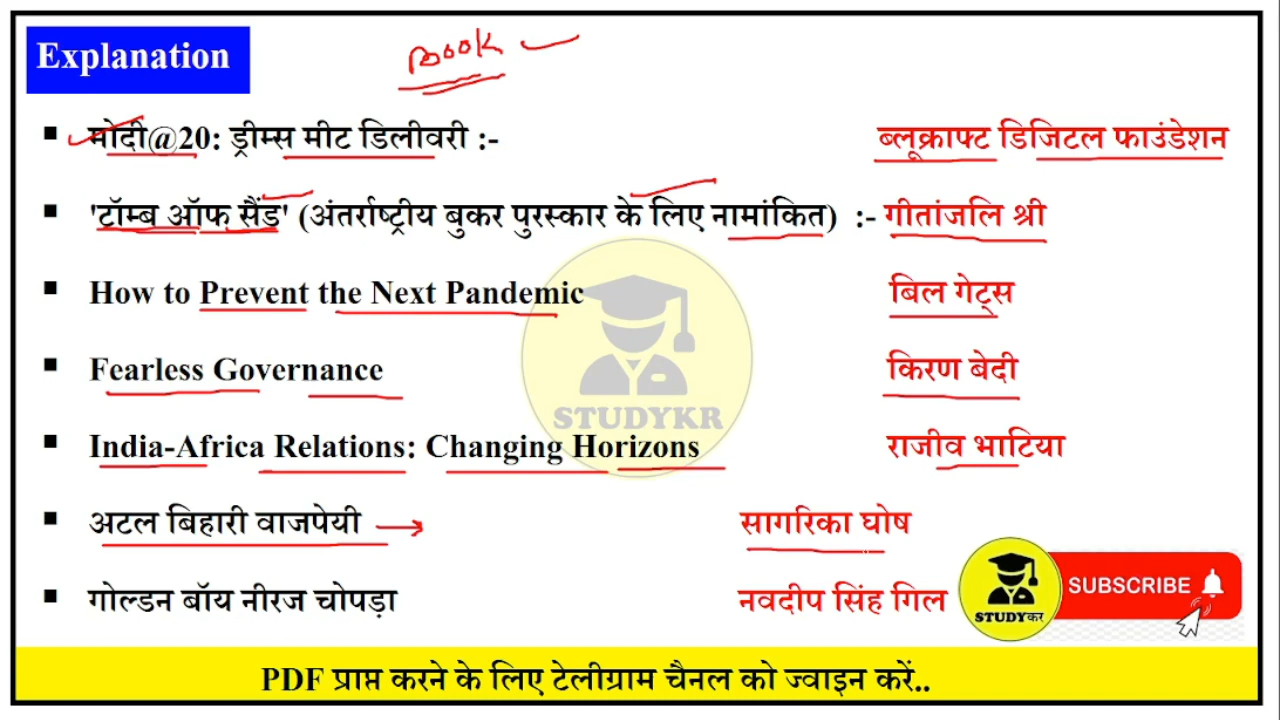 Explanation
Book
▪ मोदी@20: ड्रीम्स मीट डिलीवरी :- ब्लूक्राफ्ट डिजिटल फाउंडेशन
▪ 'टॉम्ब ऑफ सैंड' (अंतर्राष्ट्रीय बुकर पुरस्कार के लिए नामांकित) :- गीतांजलि श्री
▪ How to Prevent the Next Pandemic बिल गेट्स
▪ Fearless Governance किरण बेदी
▪ India-Africa Relations: Changing Horizons राजीव भाटिया
▪ अटल बिहारी वाजपेयी → सागरिका घोष
▪ गोल्डन बॉय नीरज चोपड़ा नवदीप सिंह गिल
STUDYKR
STUDYकर
SUBSCRIBE
PDF प्राप्त करने के लिए टेलीग्राम चैनल को ज्वाइन करें..